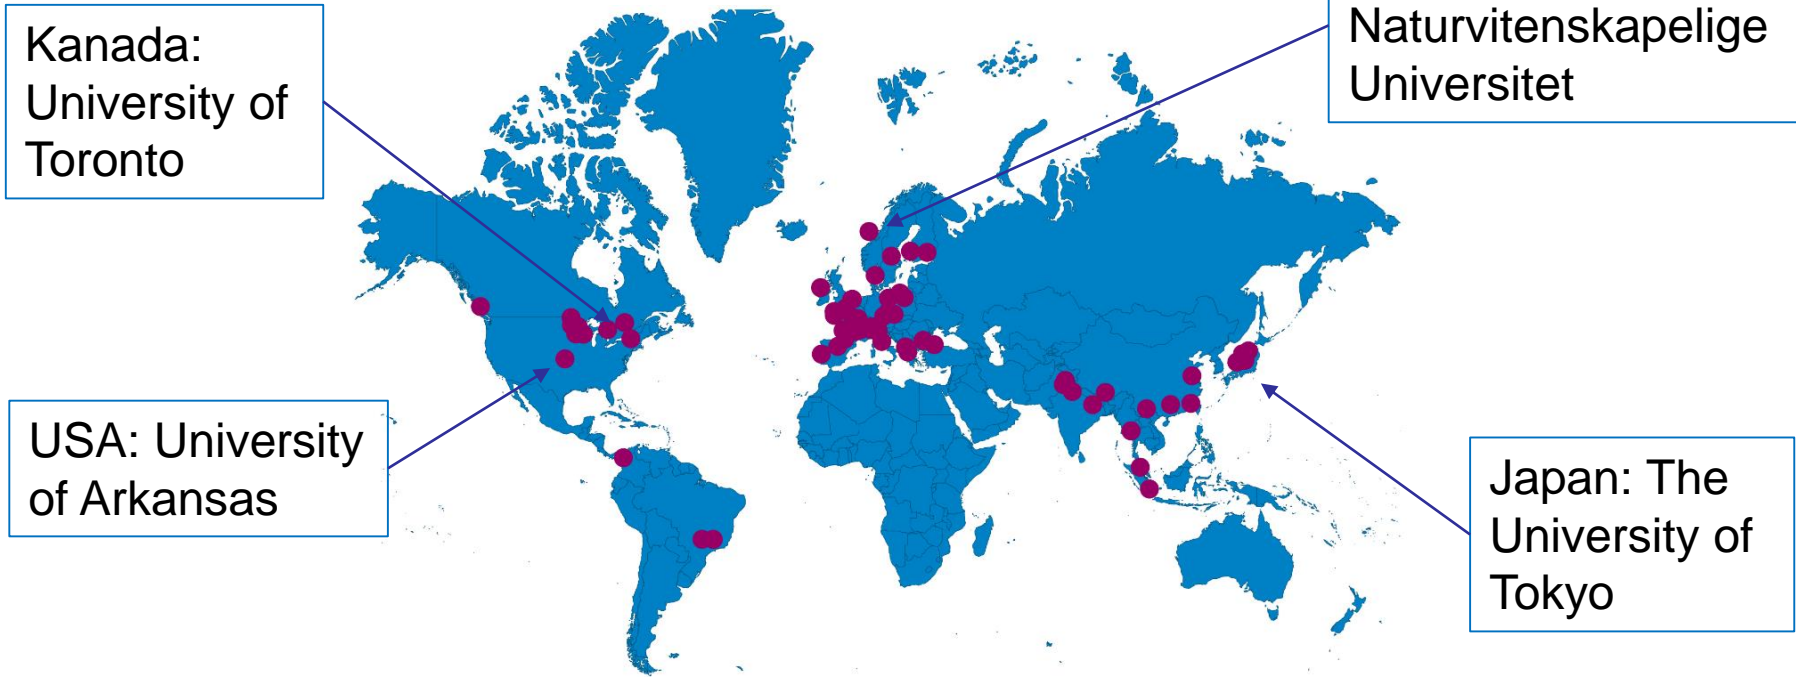 Kanada:
University of
Toronto
Naturvitenskapelige
Universitet
USA: University
of Arkansas
Japan: The
University of
Tokyo